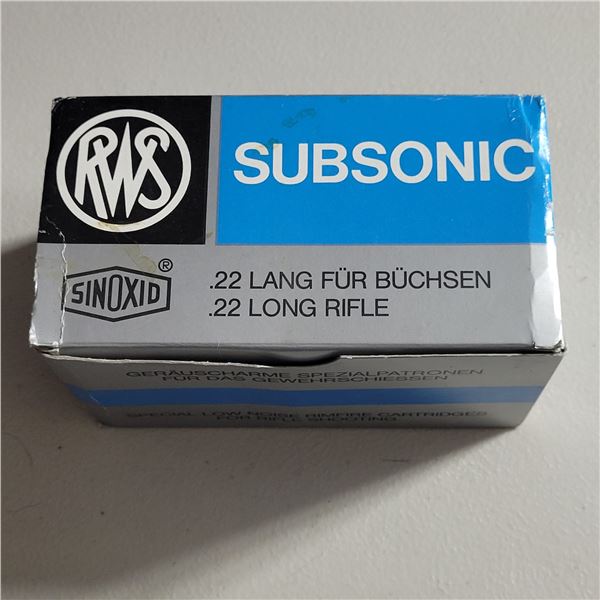 RWS
SUBSONIC
SINOXID ®
.22 LANG FÜR BÜCHSEN
.22 LONG RIFLE
GERÄUSCHARME SPEZIALPATRONEN
FÜR DAS GEWEHRSCHIESSEN
SPECIAL LOW NOISE RIMFIRE CARTRIDGES
FOR RIFLE SHOOTING